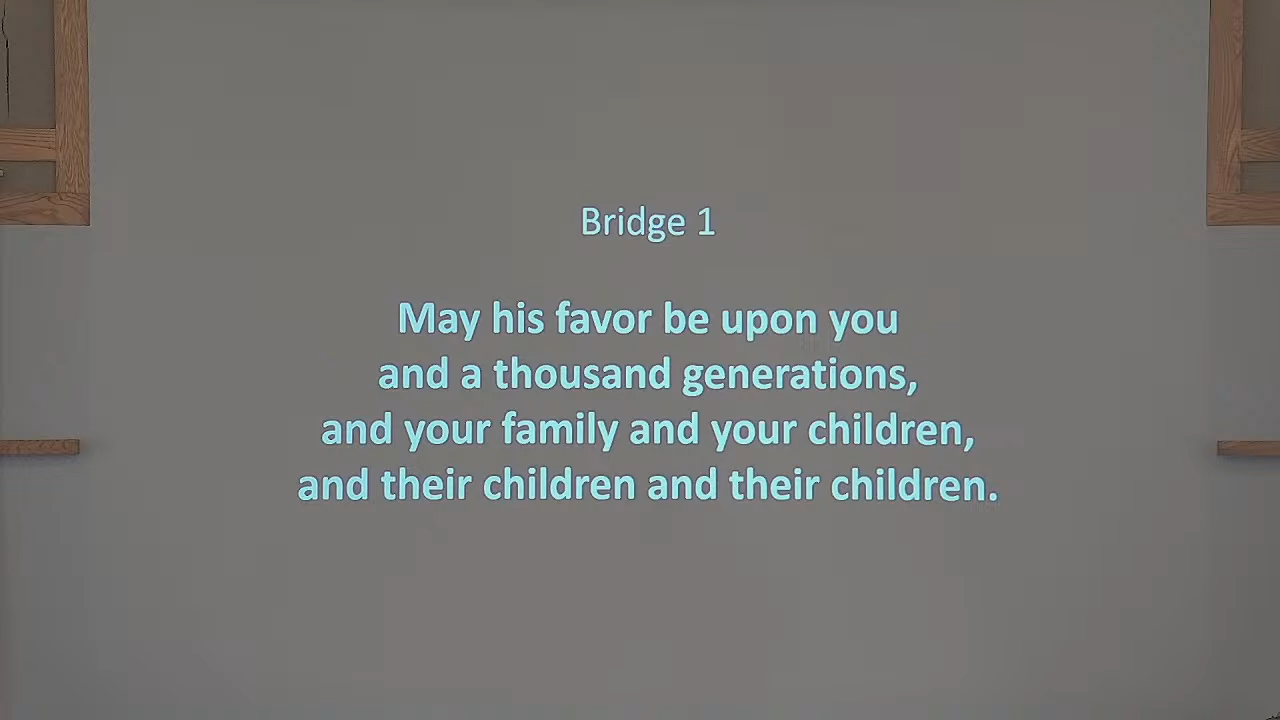 Bridge 1
May his favor be upon you
and a thousand generations,
and your family and your children,
and their children and their children.